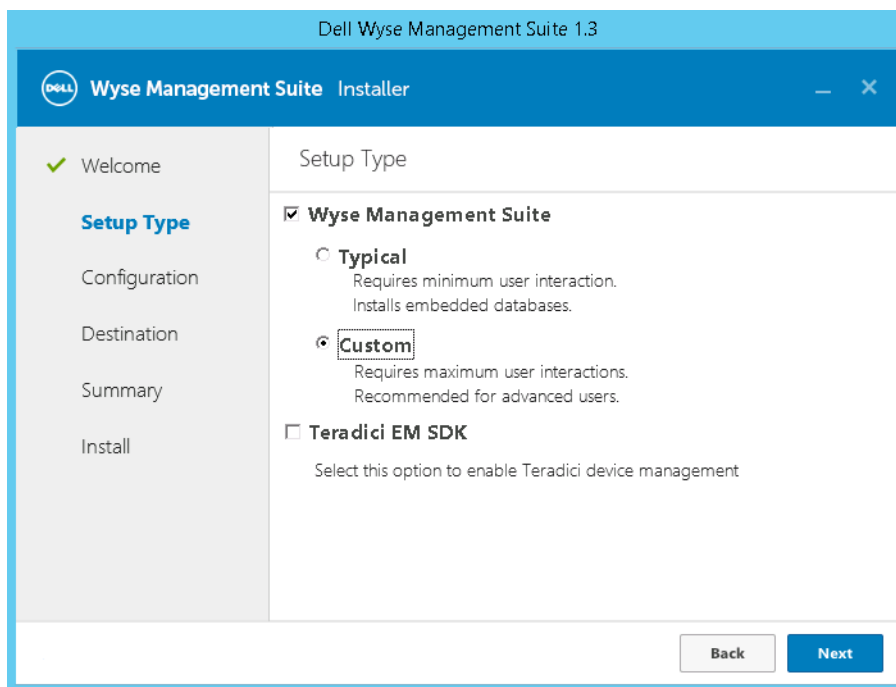 Dell Wyse Management Suite 1.3
DELL Wyse Management Suite Installer
Welcome
Setup Type
Configuration
Destination
Summary
Install
Setup Type
Wyse Management Suite
Typical
Requires minimum user interaction.
Installs embedded databases.
Custom
Requires maximum user interactions.
Recommended for advanced users.
Teradici EM SDK
Select this option to enable Teradici device management
Back
Next